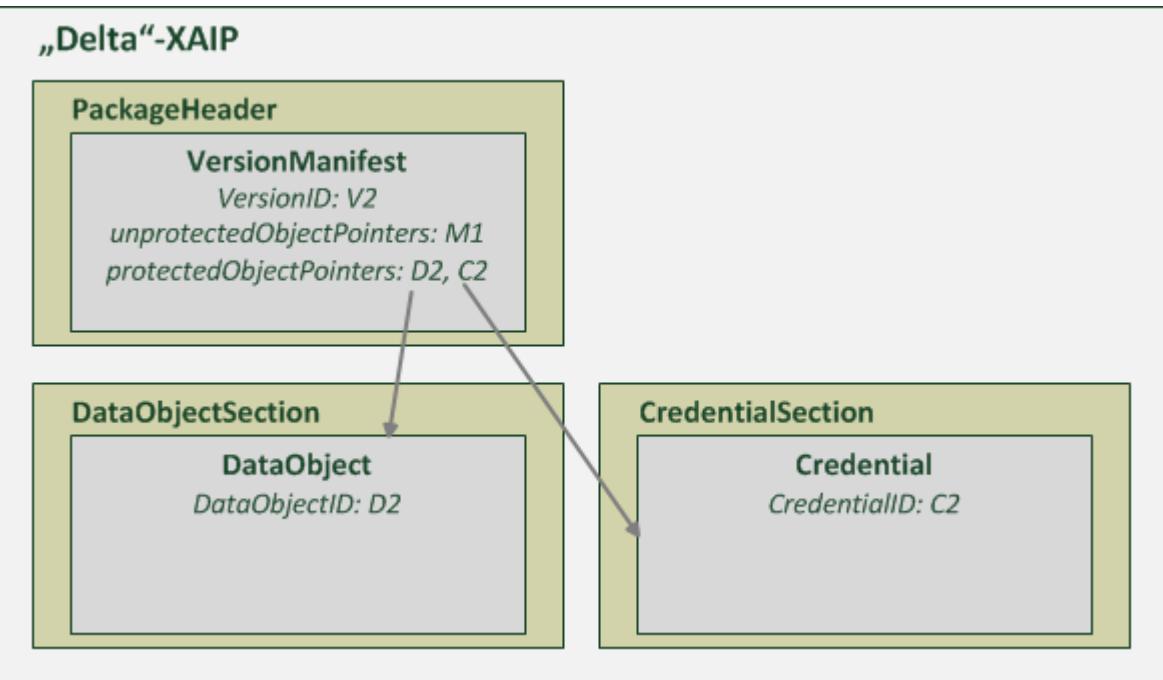 „Delta“-XAIP
PackageHeader
VersionManifest
VersionID: V2
unprotectedObjectPointers: M1
protectedObjectPointers: D2, C2
DataObjectSection
DataObject
DataObjectID: D2
CredentialSection
Credential
CredentialID: C2